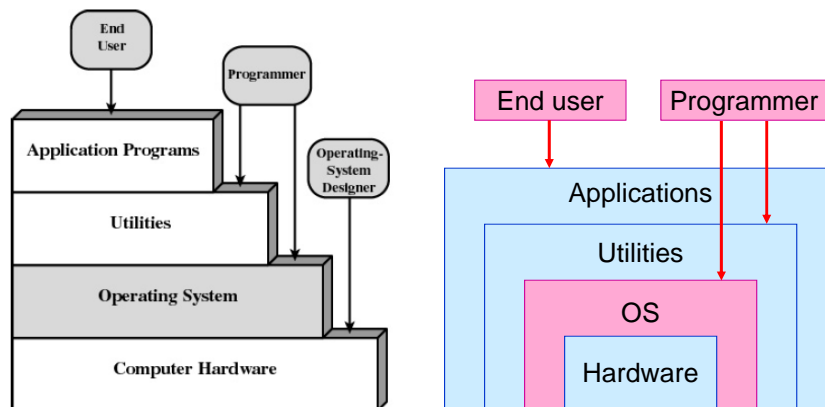 End
User
Programmer
Application Programs
Operating-
System
Designer
Utilities
Operating System
Computer Hardware
End user
Programmer
Applications
Utilities
OS
Hardware